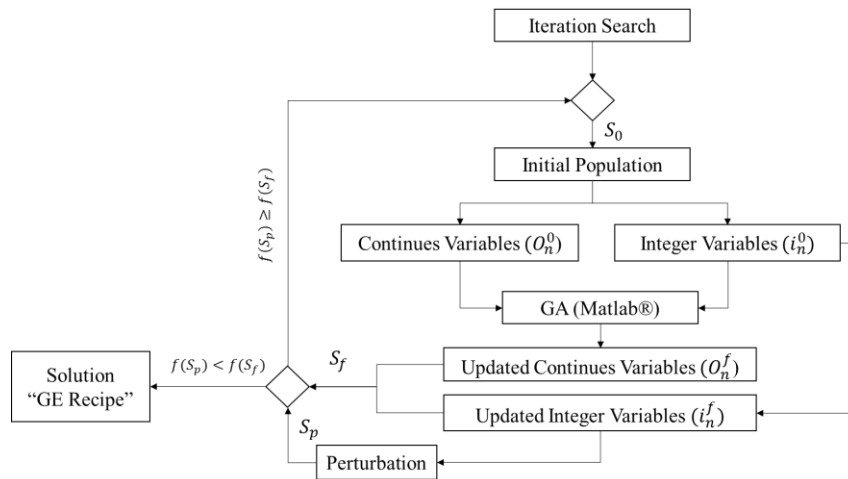 Iteration Search
S_0
Initial Population
f(S_p) ≥ f(S_f)
Continues Variables (O_n^0)
Integer Variables (i_n^0)
GA (Matlab®)
Solution
“GE Recipe”
f(S_p) < f(S_f)
S_f
Updated Continues Variables (O_n^f)
Updated Integer Variables (i_n^f)
S_p
Perturbation